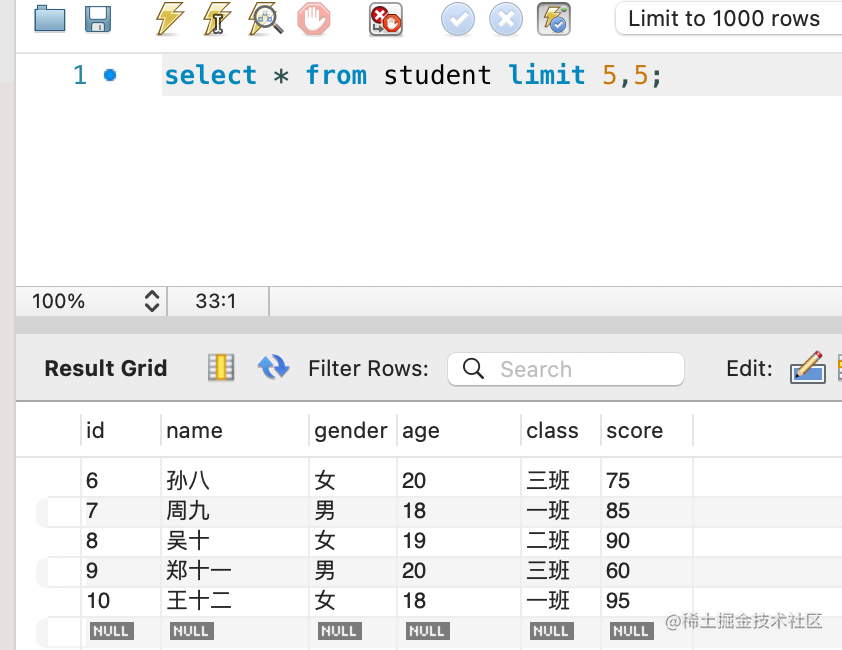 Limit to 1000 rows
1 select * from student limit 5,5;
100% 33:1
Result Grid Filter Rows: Search Edit:
id name gender age class score
6 孙八 女 20 三班 75
7 周九 男 18 一班 85
8 吴十 女 19 二班 90
9 郑十一 男 20 三班 60
10 王十二 女 18 一班 95
NULL NULL NULL NULL NULL NULL
@稀土掘金技术社区